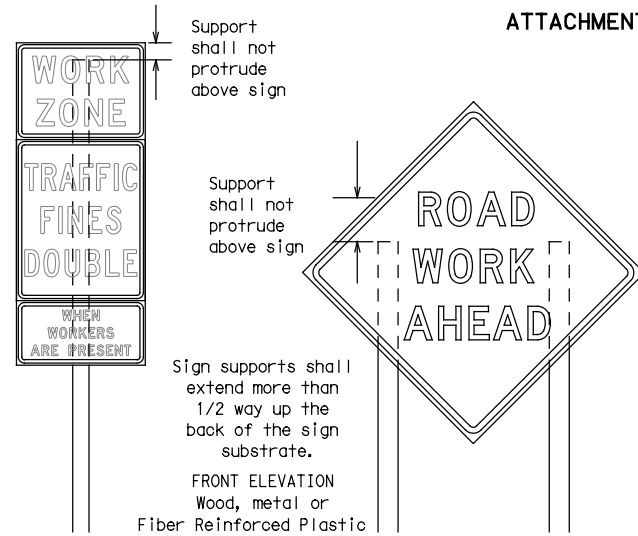 ATTACHMENT
Support
shall not
protrude
above sign
WORK
ZONE
TRAFFIC
FINES
DOUBLE
WHEN
WORKERS
ARE PRESENT
Support
shall not
protrude
above sign
ROAD
WORK
AHEAD
Sign supports shall
extend more than
1/2 way up the
back of the sign
substrate.
FRONT ELEVATION
Wood, metal or
Fiber Reinforced Plastic